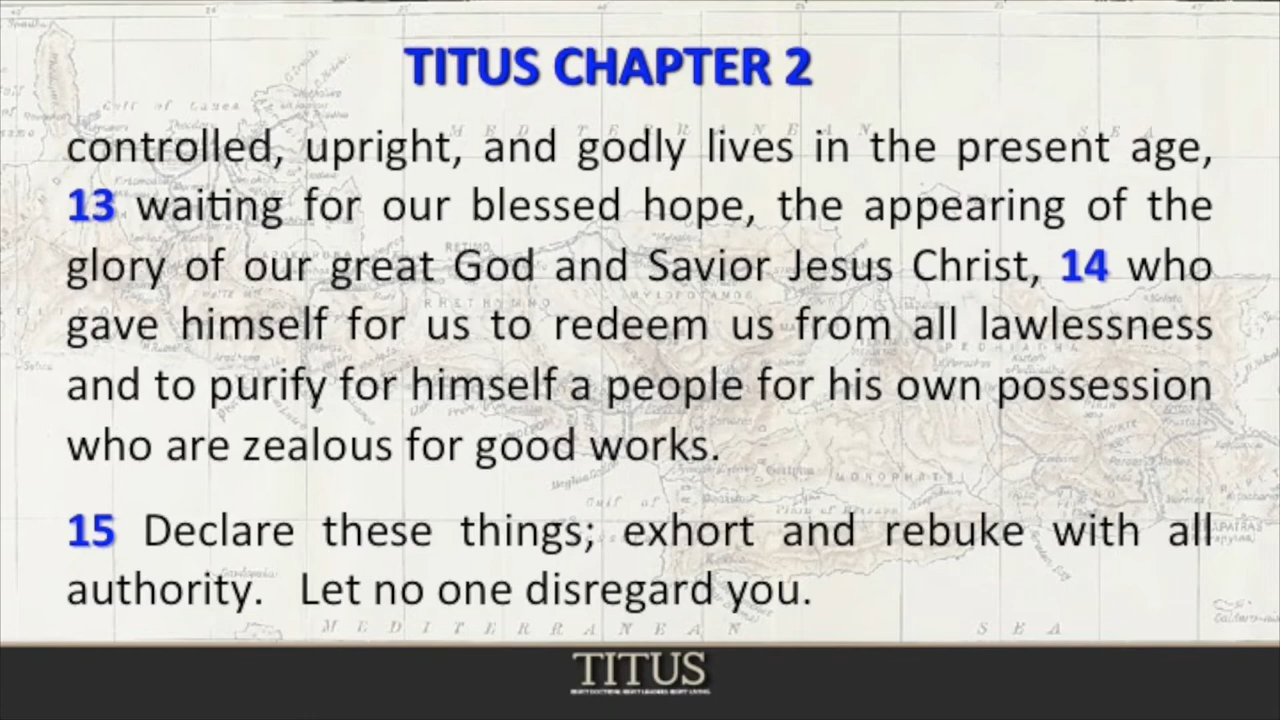 TITUS CHAPTER 2
controlled, upright, and godly lives in the present age,
13 waiting for our blessed hope, the appearing of the
glory of our great God and Savior Jesus Christ, 14 who
gave himself for us to redeem us from all lawlessness
and to purify for himself a people for his own possession
who are zealous for good works.
15 Declare these things; exhort and rebuke with all
authority. Let no one disregard you.
MEDITERRANEAN SEA
TITUS